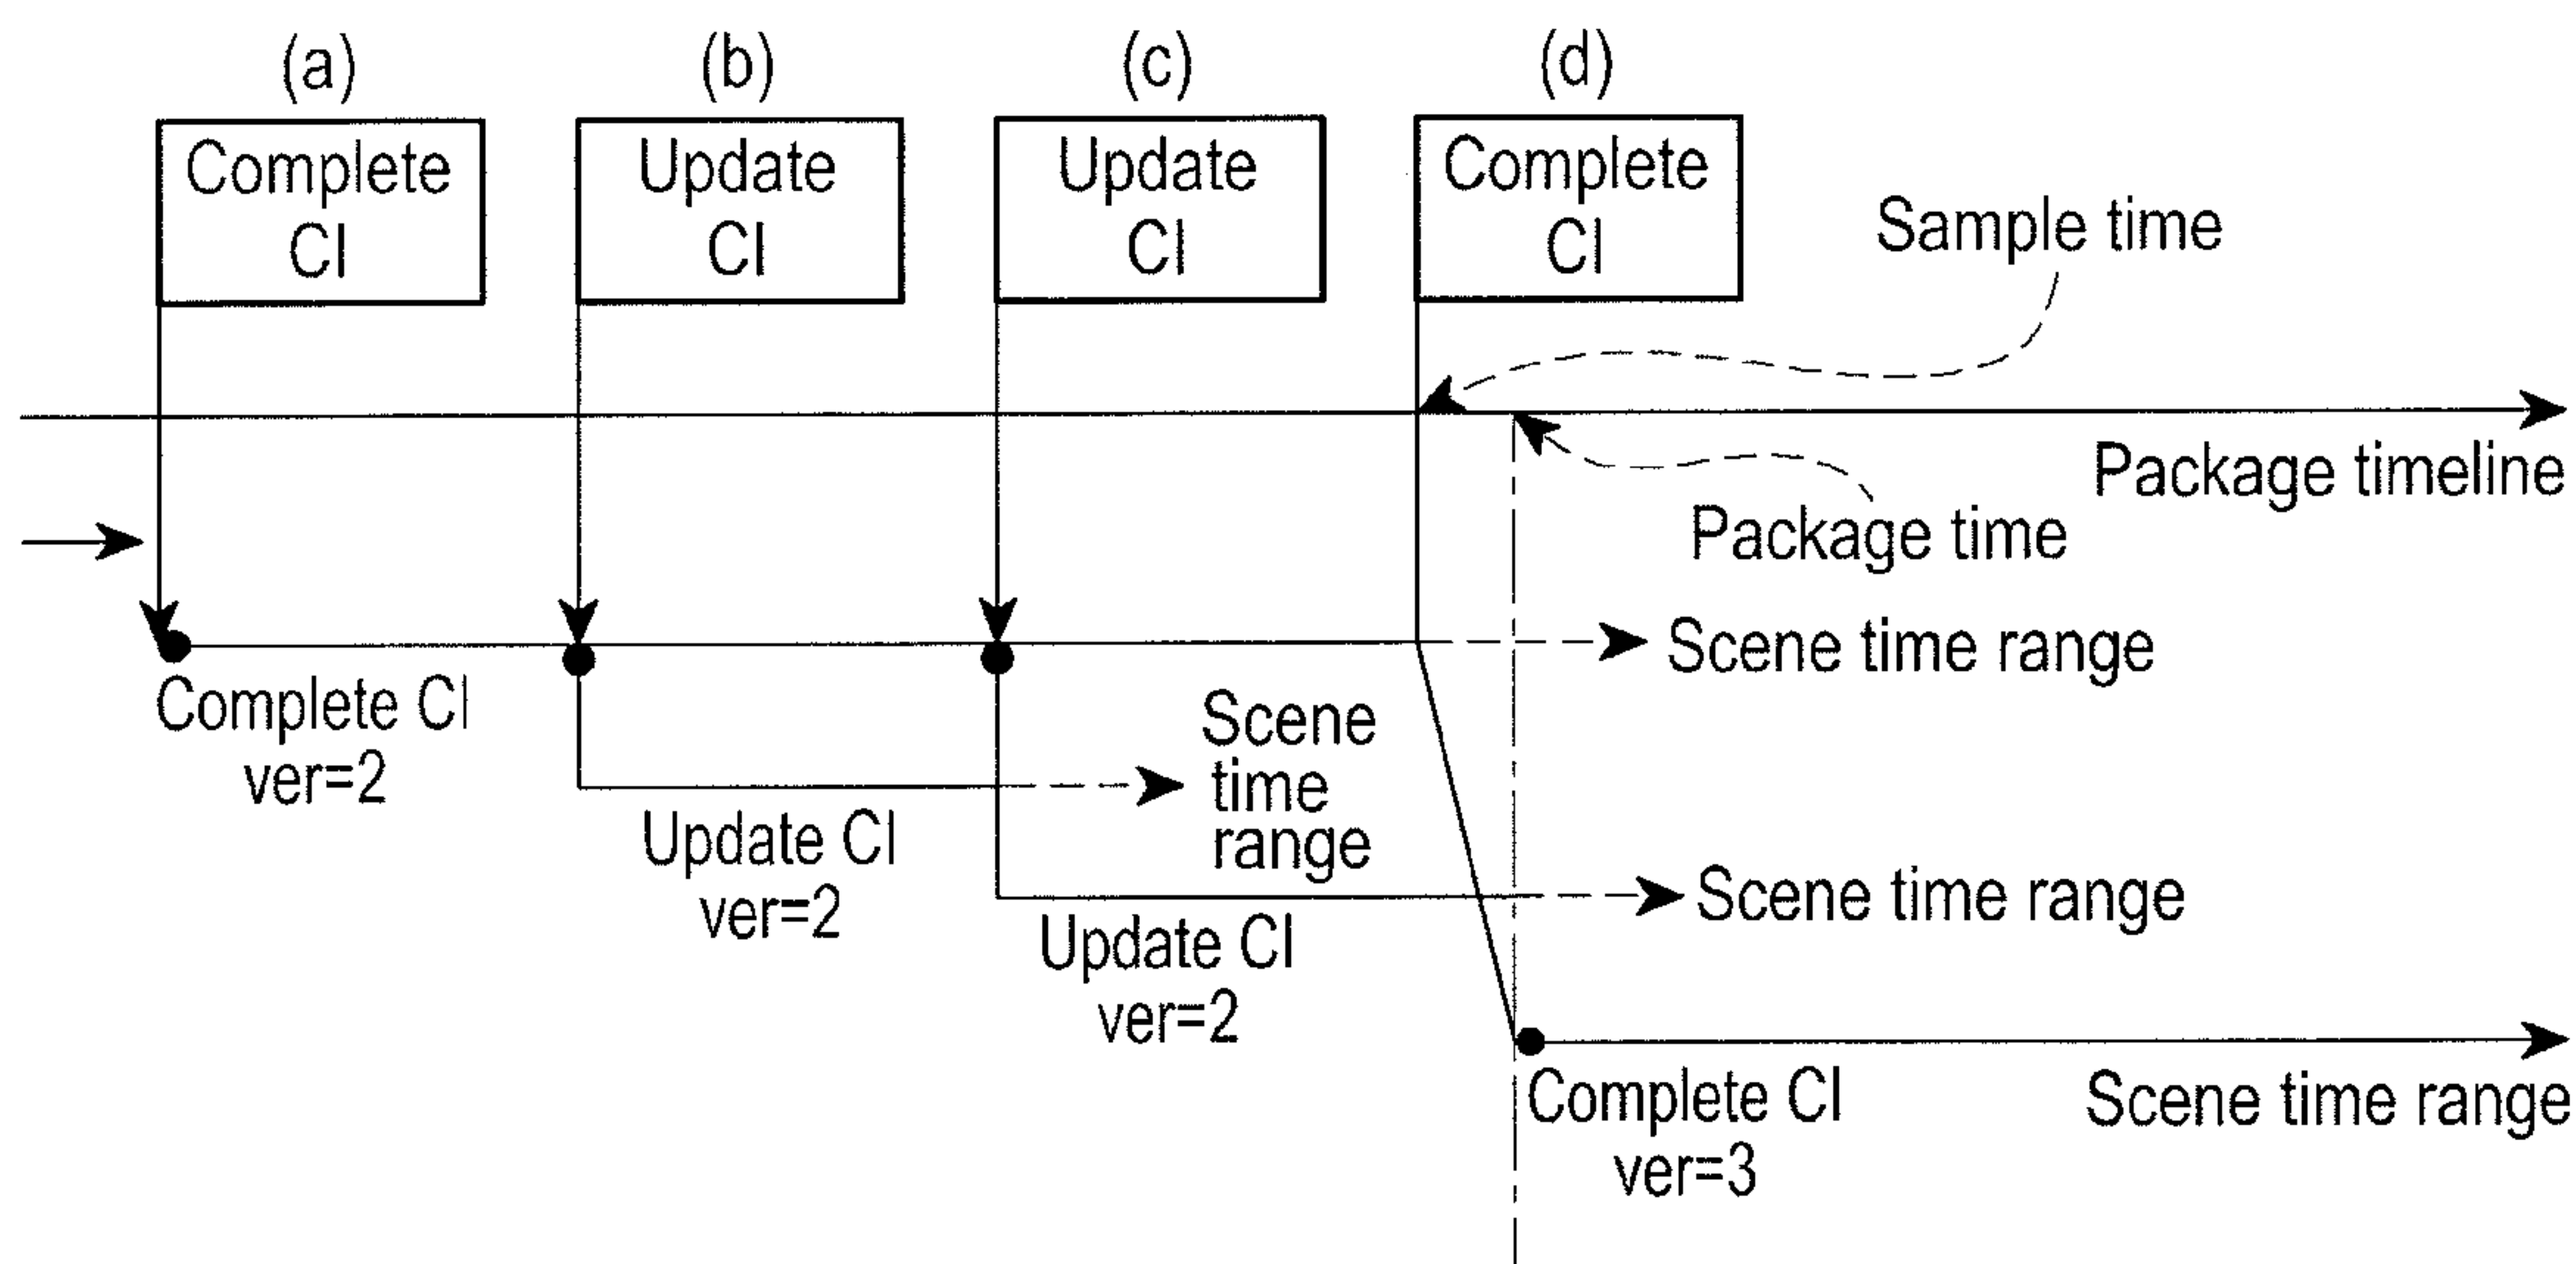 (a)
(b)
(c)
(d)
Complete
CI
Update
CI
Update
CI
Complete
CI
Sample time
Package timeline
Package time
Scene time range
Complete CI
ver=2
Scene
time
range
Update CI
ver=2
Scene time range
Update CI
ver=2
Complete CI
ver=3
Scene time range